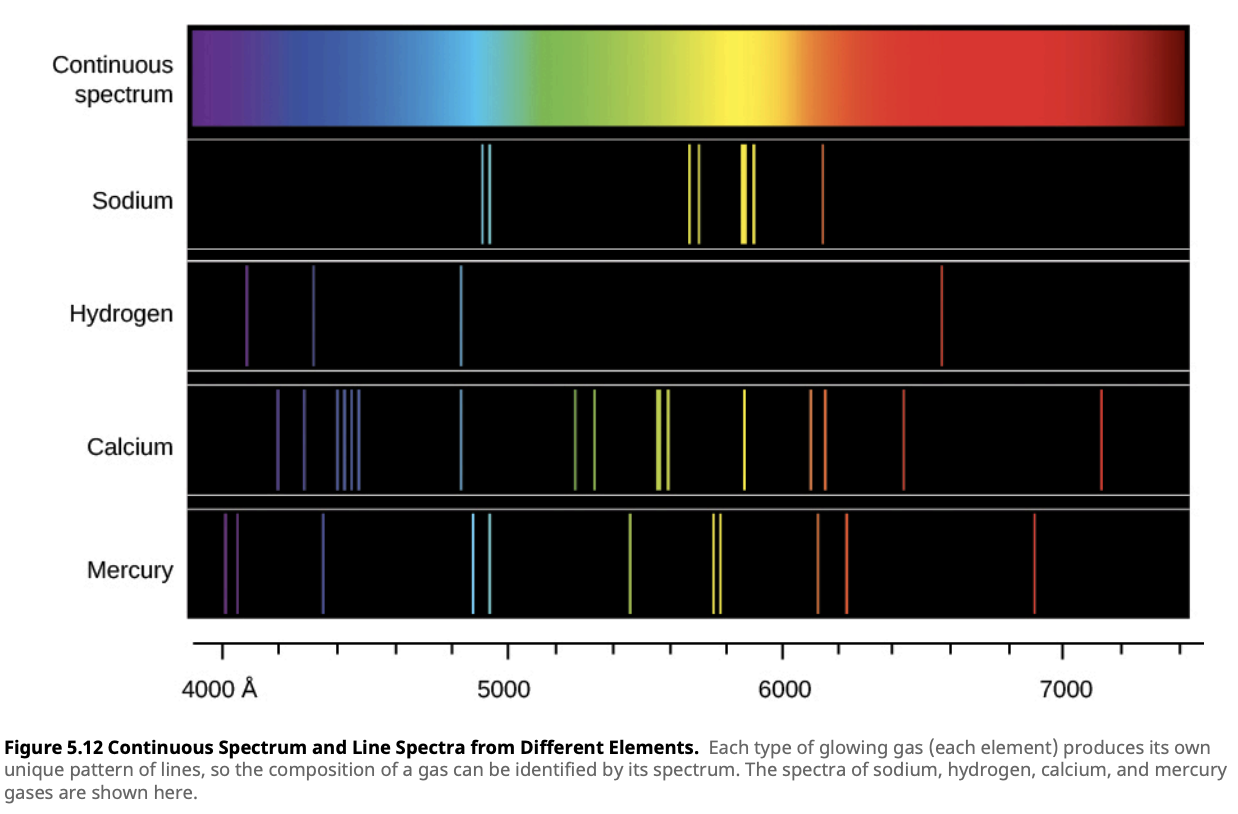 Continuous
spectrum
Sodium
Hydrogen
Calcium
Mercury
4000 Å 5000 6000 7000
Figure 5.12 Continuous Spectrum and Line Spectra from Different Elements. Each type of glowing gas (each element) produces its own
unique pattern of lines, so the composition of a gas can be identified by its spectrum. The spectra of sodium, hydrogen, calcium, and mercury
gases are shown here.